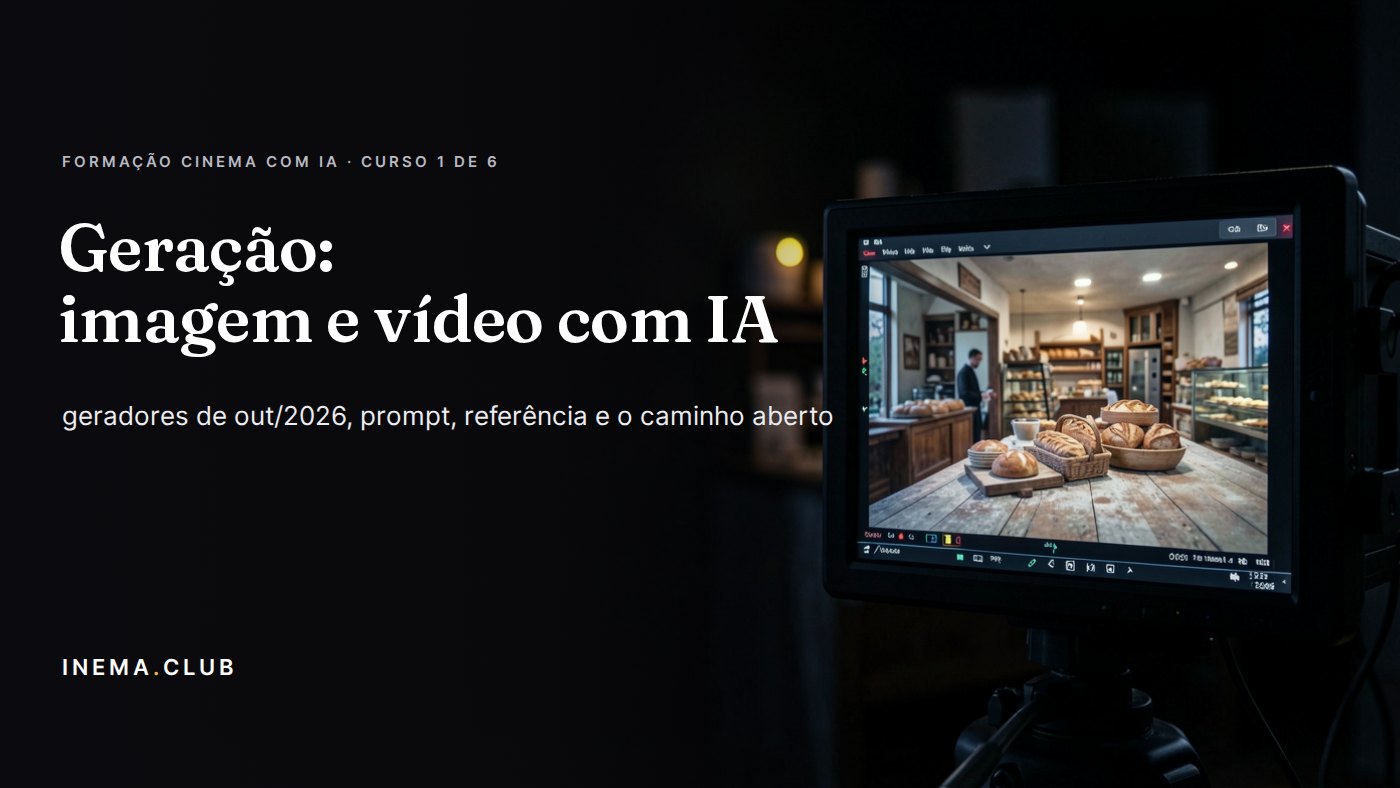 FORMAÇÃO CINEMA COM IA · CURSO 1 DE 6
Geração:
imagem e vídeo com IA
geradores de out/2026, prompt, referência e o caminho aberto
INEMA.CLUB